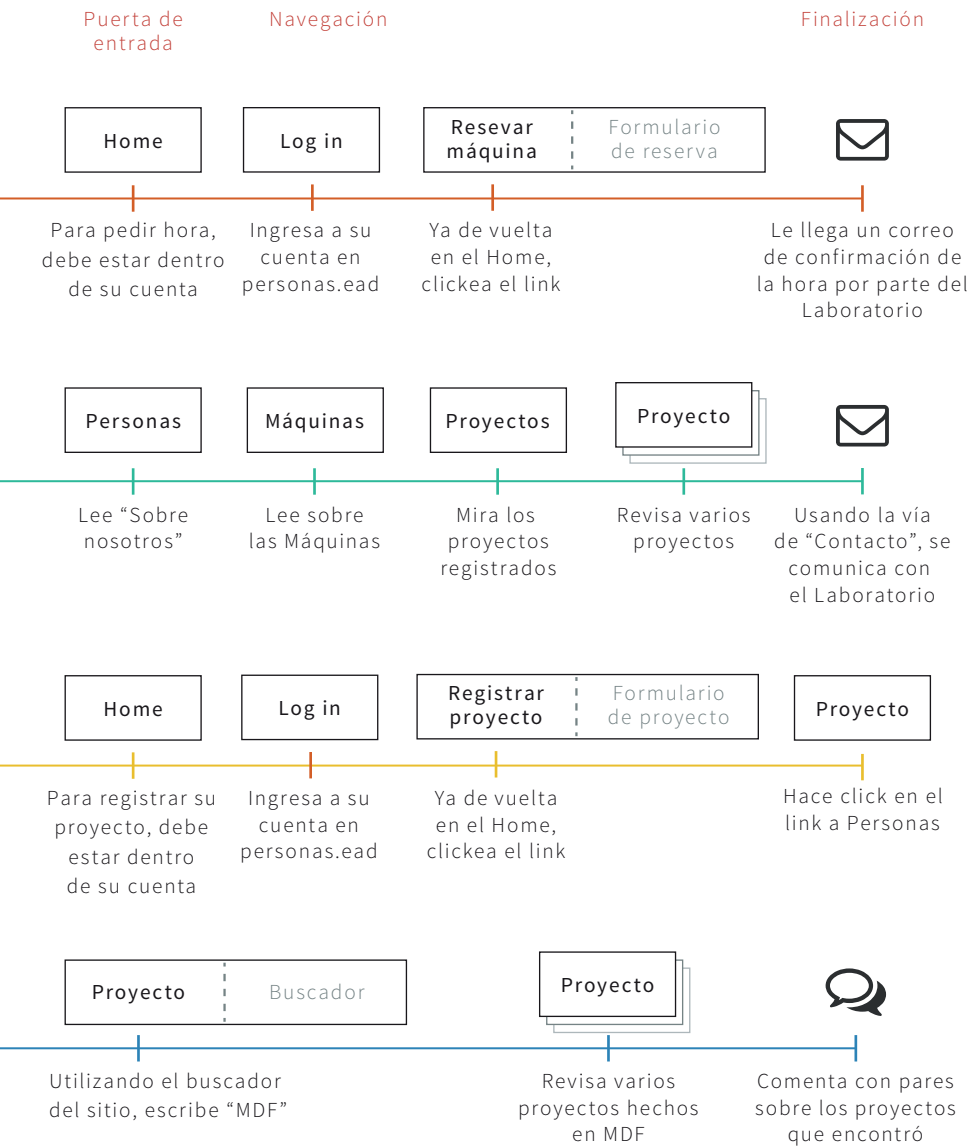 Puerta de
entrada
Navegación
Finalización
Home
Log in
Resevar
máquina
Formulario
de reserva
Para pedir hora,
debe estar dentro
de su cuenta
Ingresa a su
cuenta en
personas.ead
Ya de vuelta
en el Home,
clickea el link
Le llega un correo
de confirmación de
la hora por parte del
Laboratorio
Personas
Máquinas
Proyectos
Proyecto
Lee “Sobre
nosotros”
Lee sobre
las Máquinas
Mira los
proyectos
registrados
Revisa varios
proyectos
Usando la vía
de “Contacto”, se
comunica con
el Laboratorio
Home
Log in
Registrar
proyecto
Formulario
de proyecto
Proyecto
Para registrar su
proyecto, debe
estar dentro
de su cuenta
Ingresa a su
cuenta en
personas.ead
Ya de vuelta
en el Home,
clickea el link
Hace click en el
link a Personas
Proyecto
Buscador
Proyecto
Utilizando el buscador
del sitio, escribe “MDF”
Revisa varios
proyectos hechos
en MDF
Comenta con pares
sobre los proyectos
que encontró